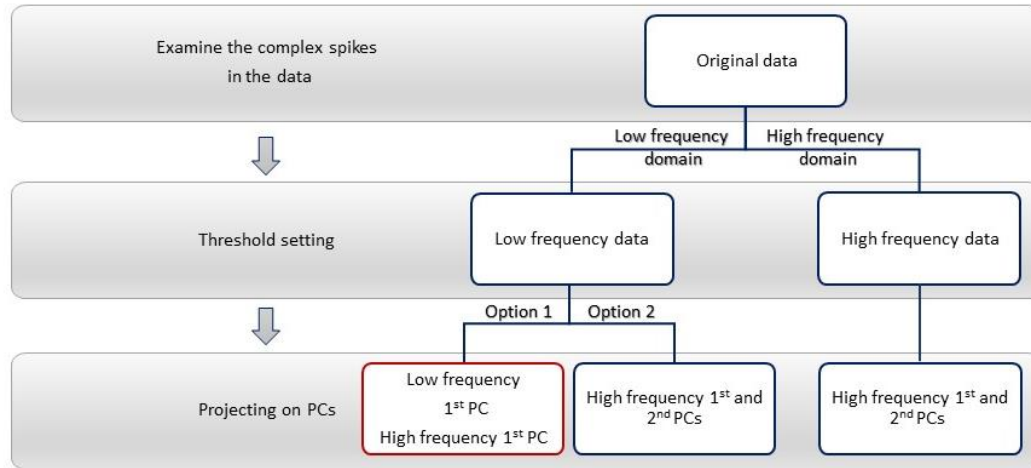 Examine the complex spikes
in the data
Original data
Low frequency
domain
High frequency
domain
Threshold setting
Low frequency data
High frequency data
Option 1
Option 2
Projecting on PCs
Low frequency
1st PC
High frequency 1st PC
High frequency 1st and
2nd PCs
High frequency 1st and
2nd PCs